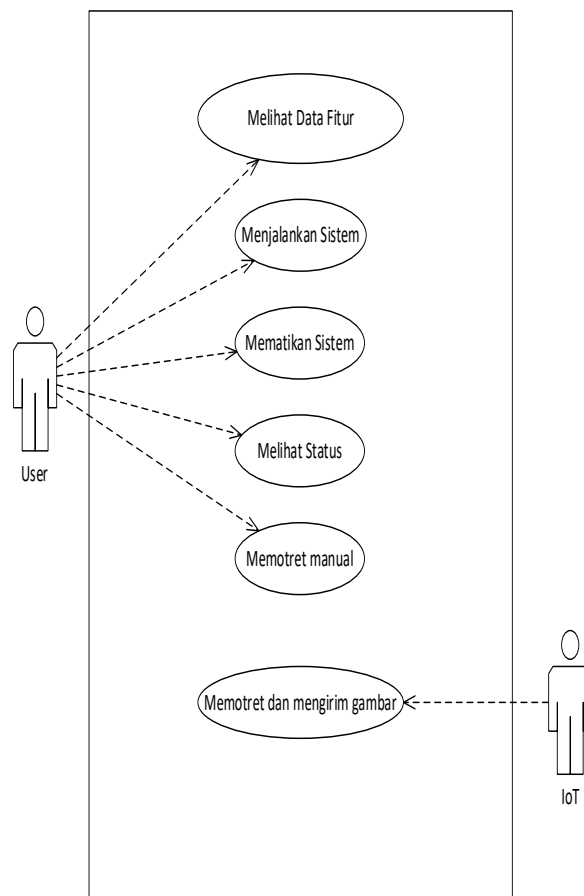 Melihat Data Fitur
Menjalankan Sistem
Mematikan Sistem
Melihat Status
User
Memotret manual
Memotret dan mengirim gambar
IoT